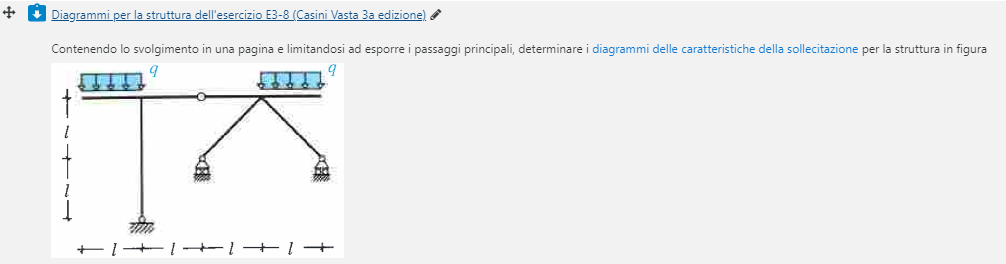 Diagrammi per la struttura dell'esercizio E3-8 (Casini Vasta 3a edizione)
Contenendo lo svolgimento in una pagina e limitandosi ad esporre i passaggi principali, determinare i diagrammi delle caratteristiche della sollecitazione per la struttura in figura
q q
l
l
l l l l